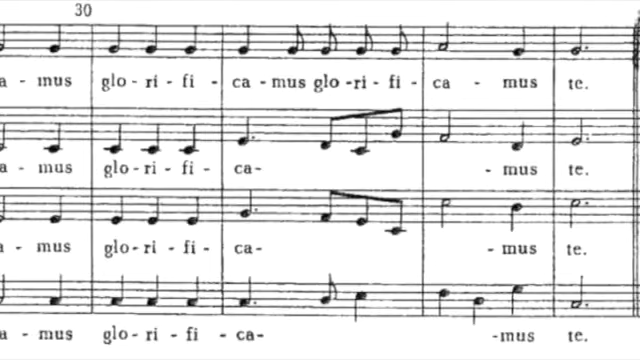 30
a - mus glo - ri - fi - ca - mus glo - ri - fi - ca - mus te.
a - mus glo - ri - fi - ca- - mus te.
a - mus glo - ri - fi - ca- - mus te.
a - mus glo - ri - fi - ca- -mus te.